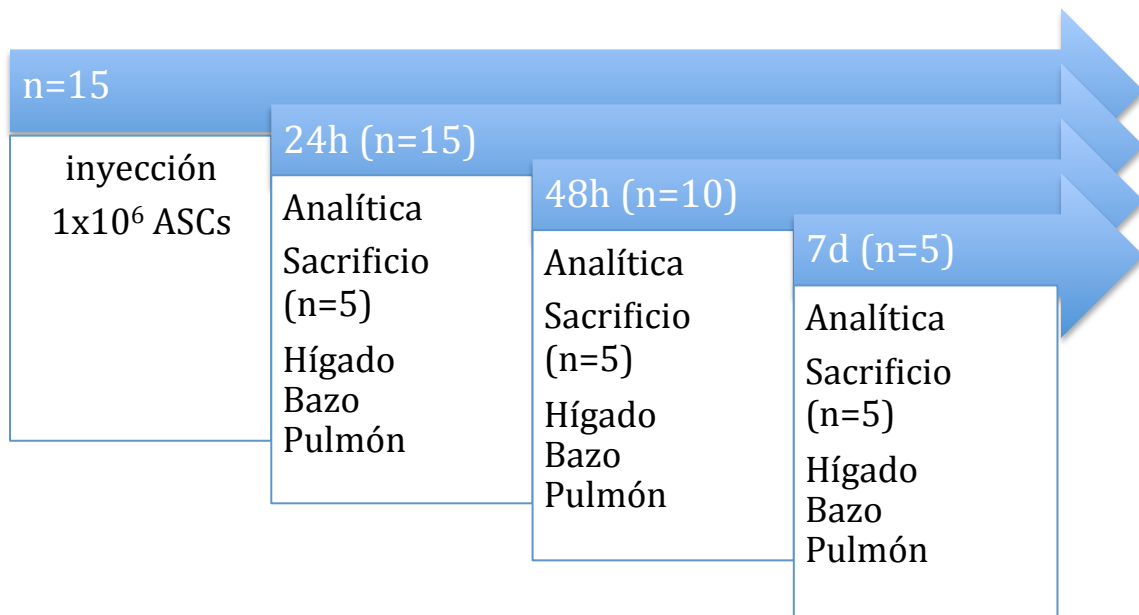 n=15
inyección
1x10⁶ ASCs
24h (n=15)
Analítica
Sacrificio
(n=5)
Hígado
Bazo
Pulmón
48h (n=10)
Analítica
Sacrificio
(n=5)
Hígado
Bazo
Pulmón
7d (n=5)
Analítica
Sacrificio
(n=5)
Hígado
Bazo
Pulmón